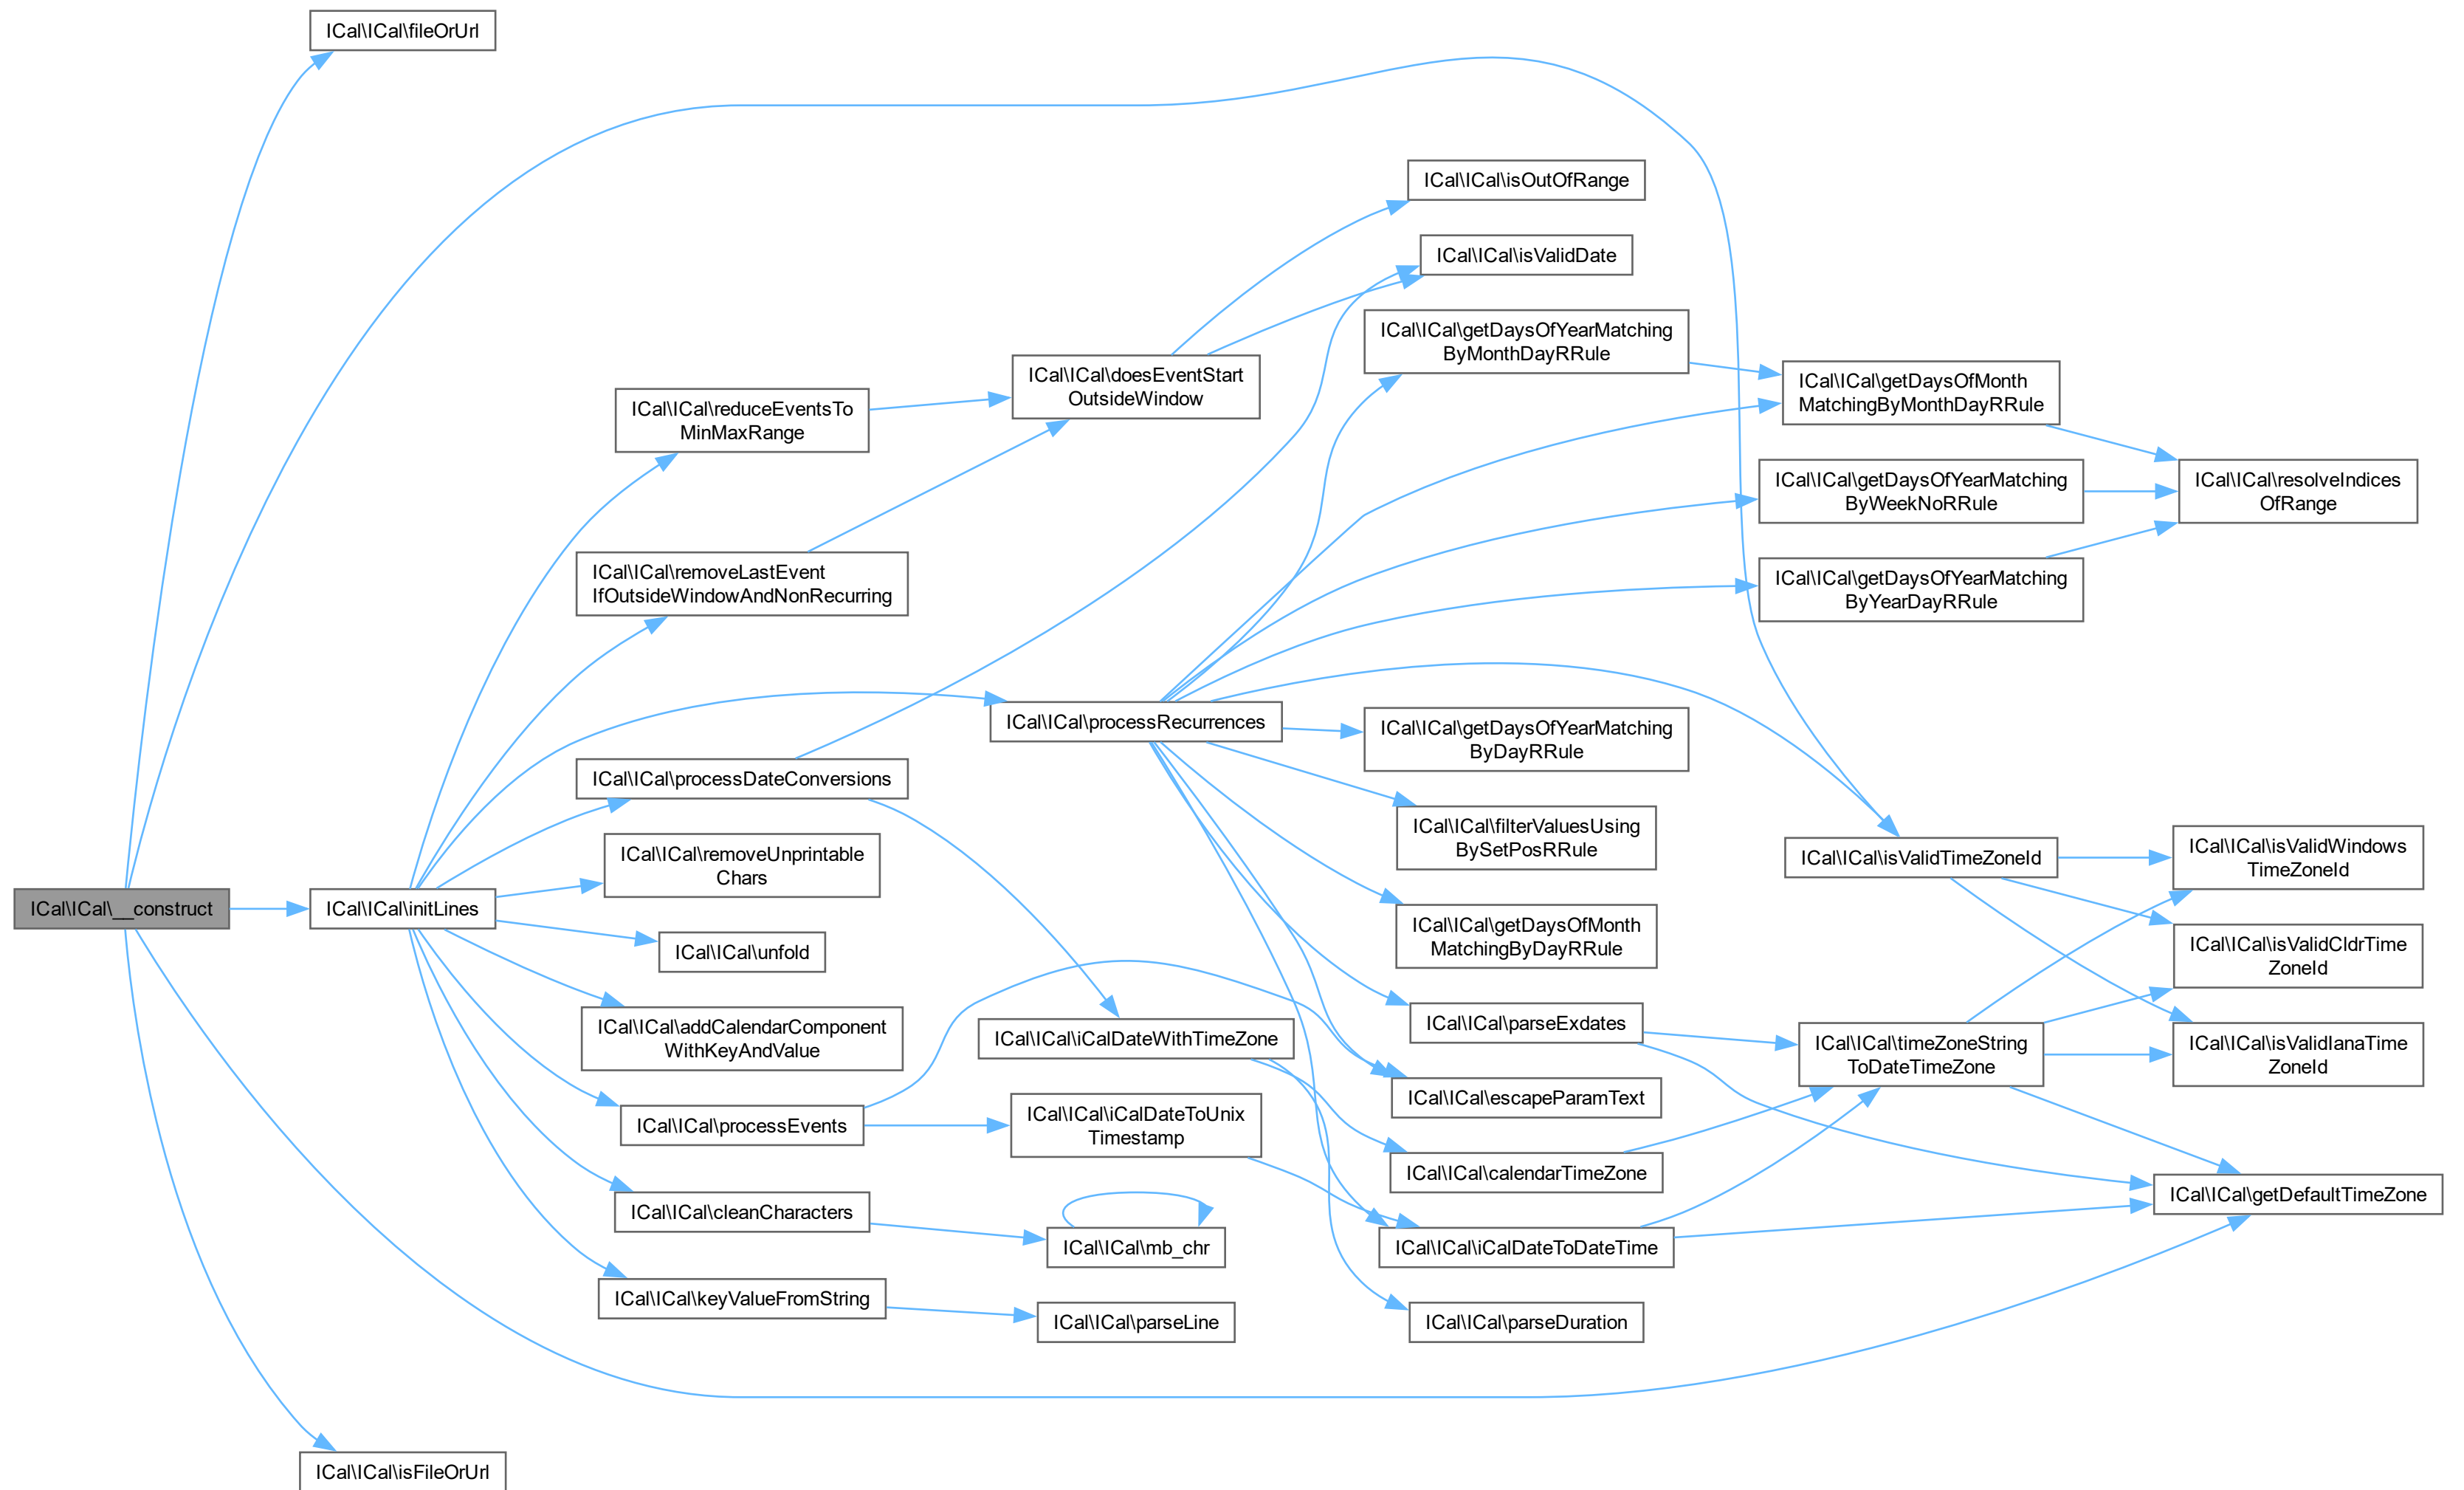 ICal\ICal\fileOrUrl
ICal\ICal\isOutOfRange
ICal\ICal\isValidDate
ICal\ICal\getDaysOfYearMatching
ByMonthDayRRule
ICal\ICal\doesEventStart
OutsideWindow
ICal\ICal\getDaysOfMonth
MatchingByMonthDayRRule
ICal\ICal\reduceEventsTo
MinMaxRange
ICal\ICal\getDaysOfYearMatching
ByWeekNoRRule
ICal\ICal\resolveIndices
OfRange
ICal\ICal\removeLastEvent
IfOutsideWindowAndNonRecurring
ICal\ICal\getDaysOfYearMatching
ByYearDayRRule
ICal\ICal\processRecurrences
ICal\ICal\getDaysOfYearMatching
ByDayRRule
ICal\ICal\processDateConversions
ICal\ICal\filterValuesUsing
BySetPosRRule
ICal\ICal\removeUnprintable
Chars
ICal\ICal\isValidTimeZoneId
ICal\ICal\isValidWindows
TimeZoneId
ICal\ICal\__construct
ICal\ICal\initLines
ICal\ICal\getDaysOfMonth
MatchingByDayRRule
ICal\ICal\unfold
ICal\ICal\isValidCldrTime
ZoneId
ICal\ICal\addCalendarComponent
WithKeyAndValue
ICal\ICal\iCalDateWithTimeZone
ICal\ICal\parseExdates
ICal\ICal\timeZoneString
ToDateTimeZone
ICal\ICal\isValidIanaTime
ZoneId
ICal\ICal\escapeParamText
ICal\ICal\processEvents
ICal\ICal\iCalDateToUnix
Timestamp
ICal\ICal\calendarTimeZone
ICal\ICal\getDefaultTimeZone
ICal\ICal\cleanCharacters
ICal\ICal\mb_chr
ICal\ICal\iCalDateToDateTime
ICal\ICal\keyValueFromString
ICal\ICal\parseLine
ICal\ICal\parseDuration
ICal\ICal\isFileOrUrl